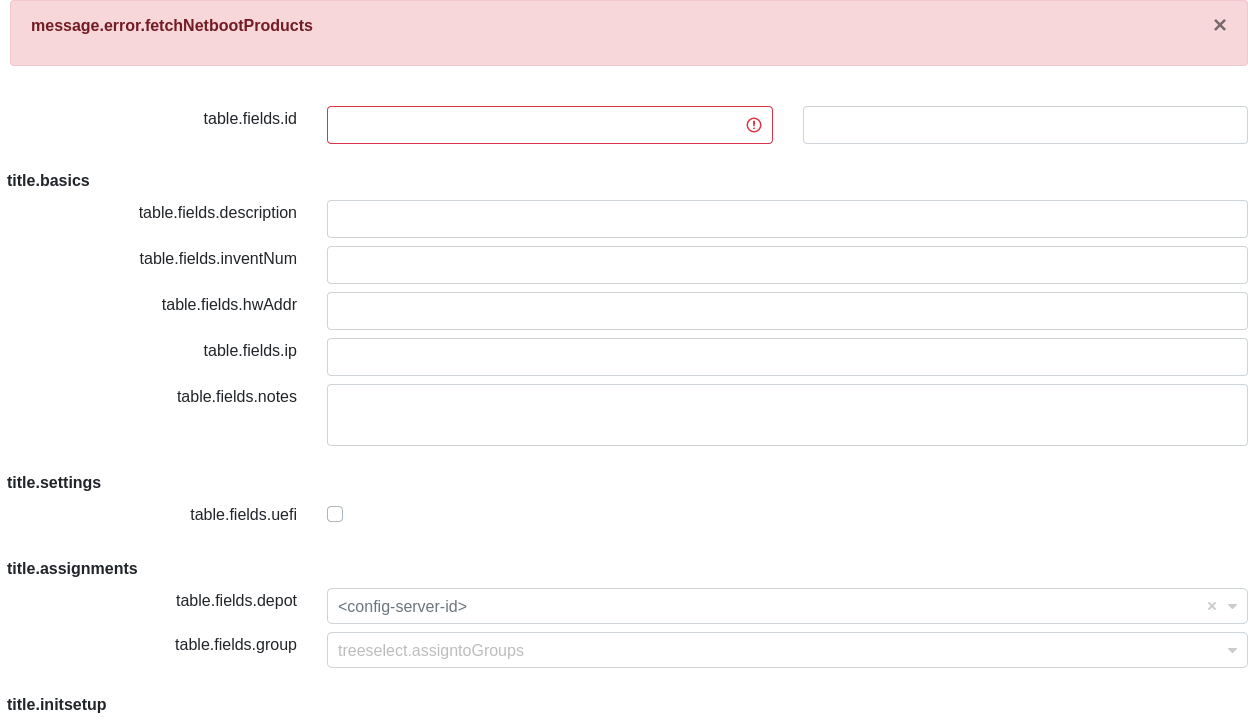 message.error.fetchNetbootProducts ×
table.fields.id
title.basics
table.fields.description
table.fields.inventNum
table.fields.hwAddr
table.fields.ip
table.fields.notes
title.settings
table.fields.uefi
title.assignments
table.fields.depot <config-server-id> ×
table.fields.group treeselect.assigntoGroups
title.initsetup